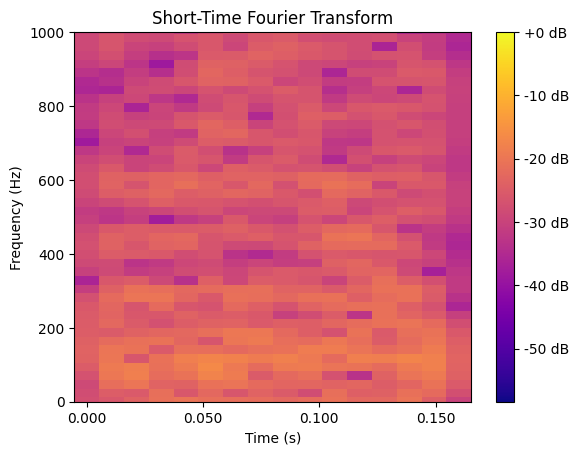 Short-Time Fourier Transform
1000
800
600
400
200
0
Frequency (Hz)
0.000
0.050
0.100
0.150
Time (s)
+0 dB
-10 dB
-20 dB
-30 dB
-40 dB
-50 dB